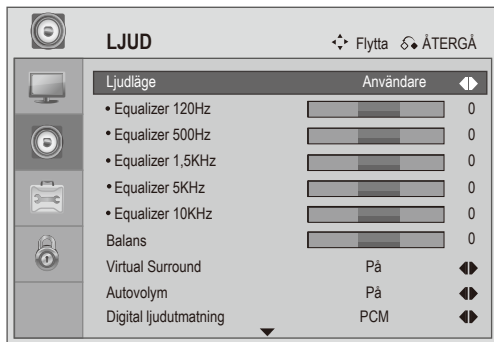 LJUD Flytta ÅTERGÅ
Ljudläge Användare
• Equalizer 120Hz 0
• Equalizer 500Hz 0
• Equalizer 1,5KHz 0
• Equalizer 5KHz 0
• Equalizer 10KHz 0
Balans 0
Virtual Surround På
Autovolym På
Digital ljudutmatning PCM